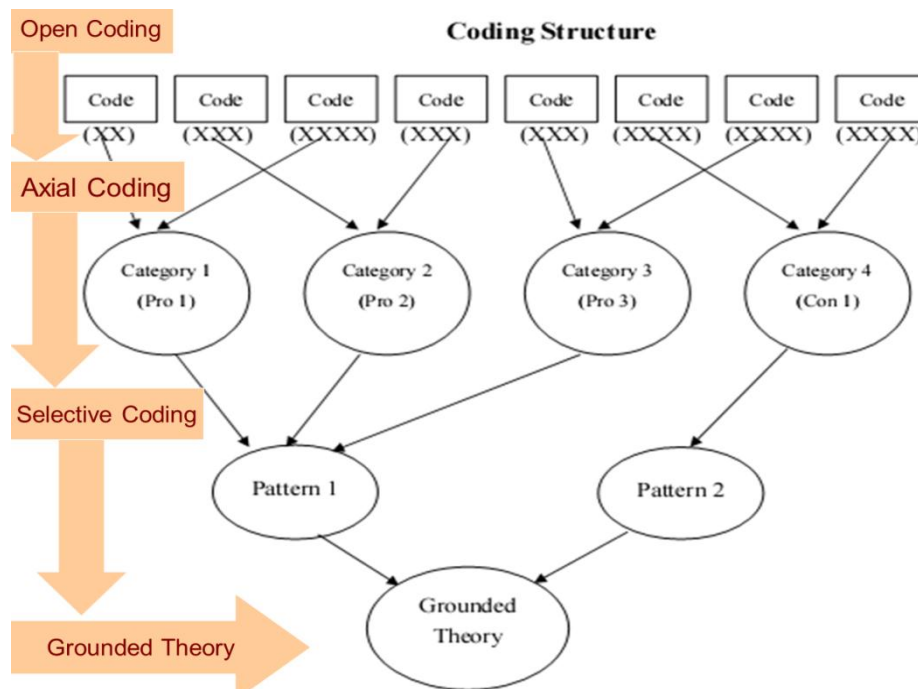 Open Coding
Coding Structure
Code Code Code Code Code Code Code Code
(XX) (XXX) (XXXX) (XXX) (XXX) (XXXX) (XXXX) (XXXX)
Axial Coding
Category 1 Category 2 Category 3 Category 4
(Pro 1) (Pro 2) (Pro 3) (Con 1)
Selective Coding
Pattern 1 Pattern 2
Grounded
Theory
Grounded Theory